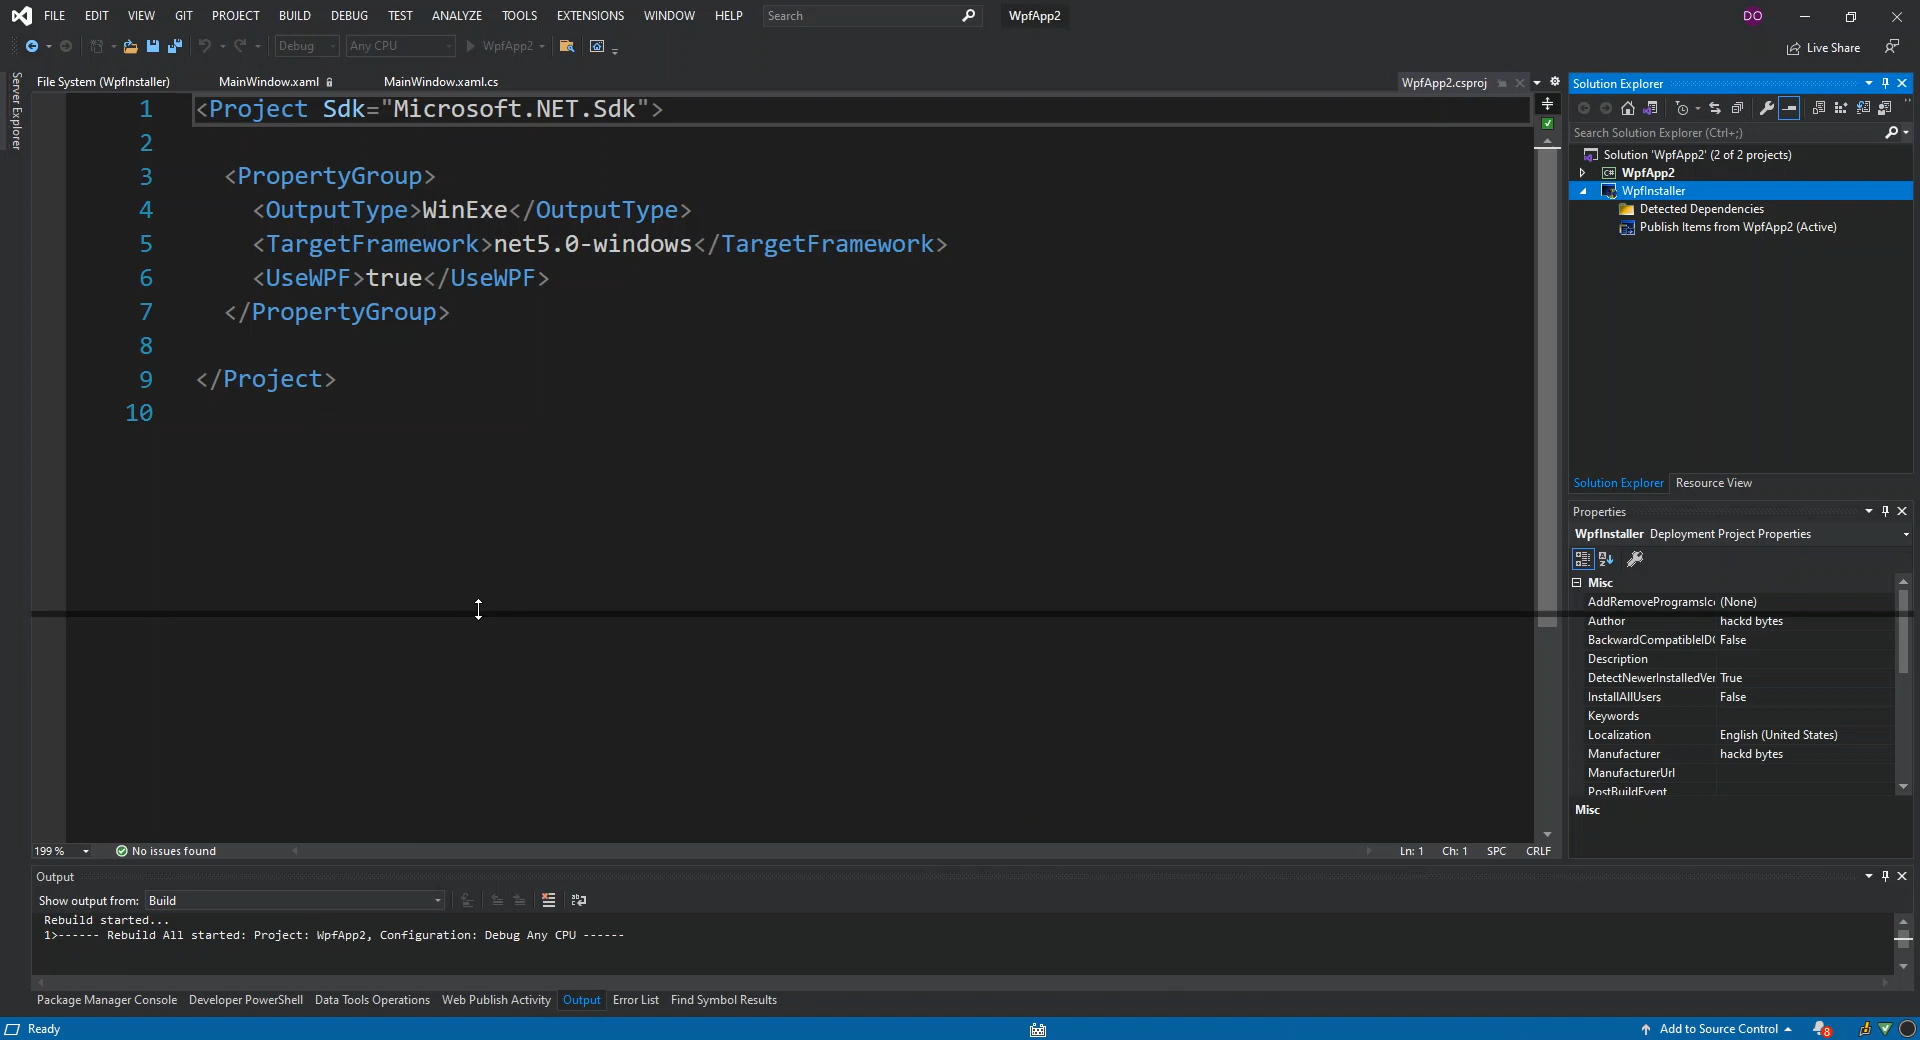 FILE EDIT VIEW GIT PROJECT BUILD DEBUG TEST ANALYZE TOOLS EXTENSIONS WINDOW HELP Search WpfApp2 DO
Debug Any CPU WpfApp2 Live Share
Server Explorer
File System (WpfInstaller) MainWindow.xaml MainWindow.xaml.cs WpfApp2.csproj
1 <Project Sdk="Microsoft.NET.Sdk">
2
3 <PropertyGroup>
4 <OutputType>WinExe</OutputType>
5 <TargetFramework>net5.0-windows</TargetFramework>
6 <UseWPF>true</UseWPF>
7 </PropertyGroup>
8
9 </Project>
10
199 % No issues found Ln: 1 Ch: 1 SPC CRLF
Solution Explorer
Search Solution Explorer (Ctrl+;)
Solution 'WpfApp2' (2 of 2 projects)
C# WpfApp2
WpfInstaller
Detected Dependencies
Publish Items from WpfApp2 (Active)
Solution Explorer Resource View
Properties
WpfInstaller Deployment Project Properties
Misc
AddRemoveProgramsIc (None)
Author hackd bytes
BackwardCompatibleID False
Description
DetectNewerInstalledVer True
InstallAllUsers False
Keywords
Localization English (United States)
Manufacturer hackd bytes
ManufacturerUrl
PostBuildEvent
Misc
Output
Show output from: Build
Rebuild started...
1>------ Rebuild All started: Project: WpfApp2, Configuration: Debug Any CPU ------
Package Manager Console Developer PowerShell Data Tools Operations Web Publish Activity Output Error List Find Symbol Results
Ready Add to Source Control 8